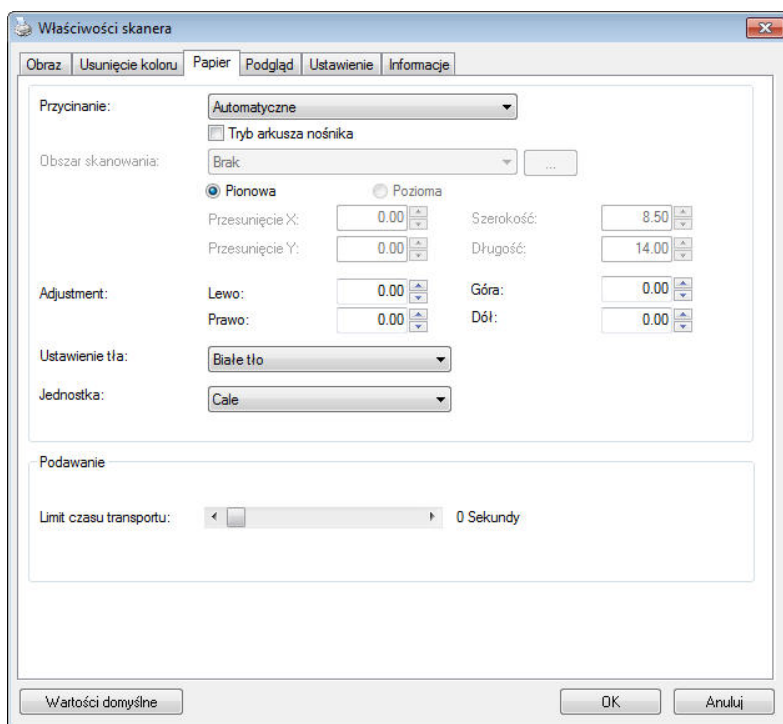 Właściwości skanera
Obraz Usunięcie koloru Papier Podgląd Ustawienie Informacje
Przycinanie: Automatyczne
Tryb arkusza nośnika
Obszar skanowania: Brak ...
Pionowa Pozioma
Przesunięcie X: 0.00 Szerokość: 8.50
Przesunięcie Y: 0.00 Długość: 14.00
Adjustment: Lewo: 0.00 Góra: 0.00
Prawo: 0.00 Dół: 0.00
Ustawienie tła: Białe tło
Jednostka: Cale
Podawanie
Limit czasu transportu: 0 Sekundy
Wartości domyślne OK Anuluj